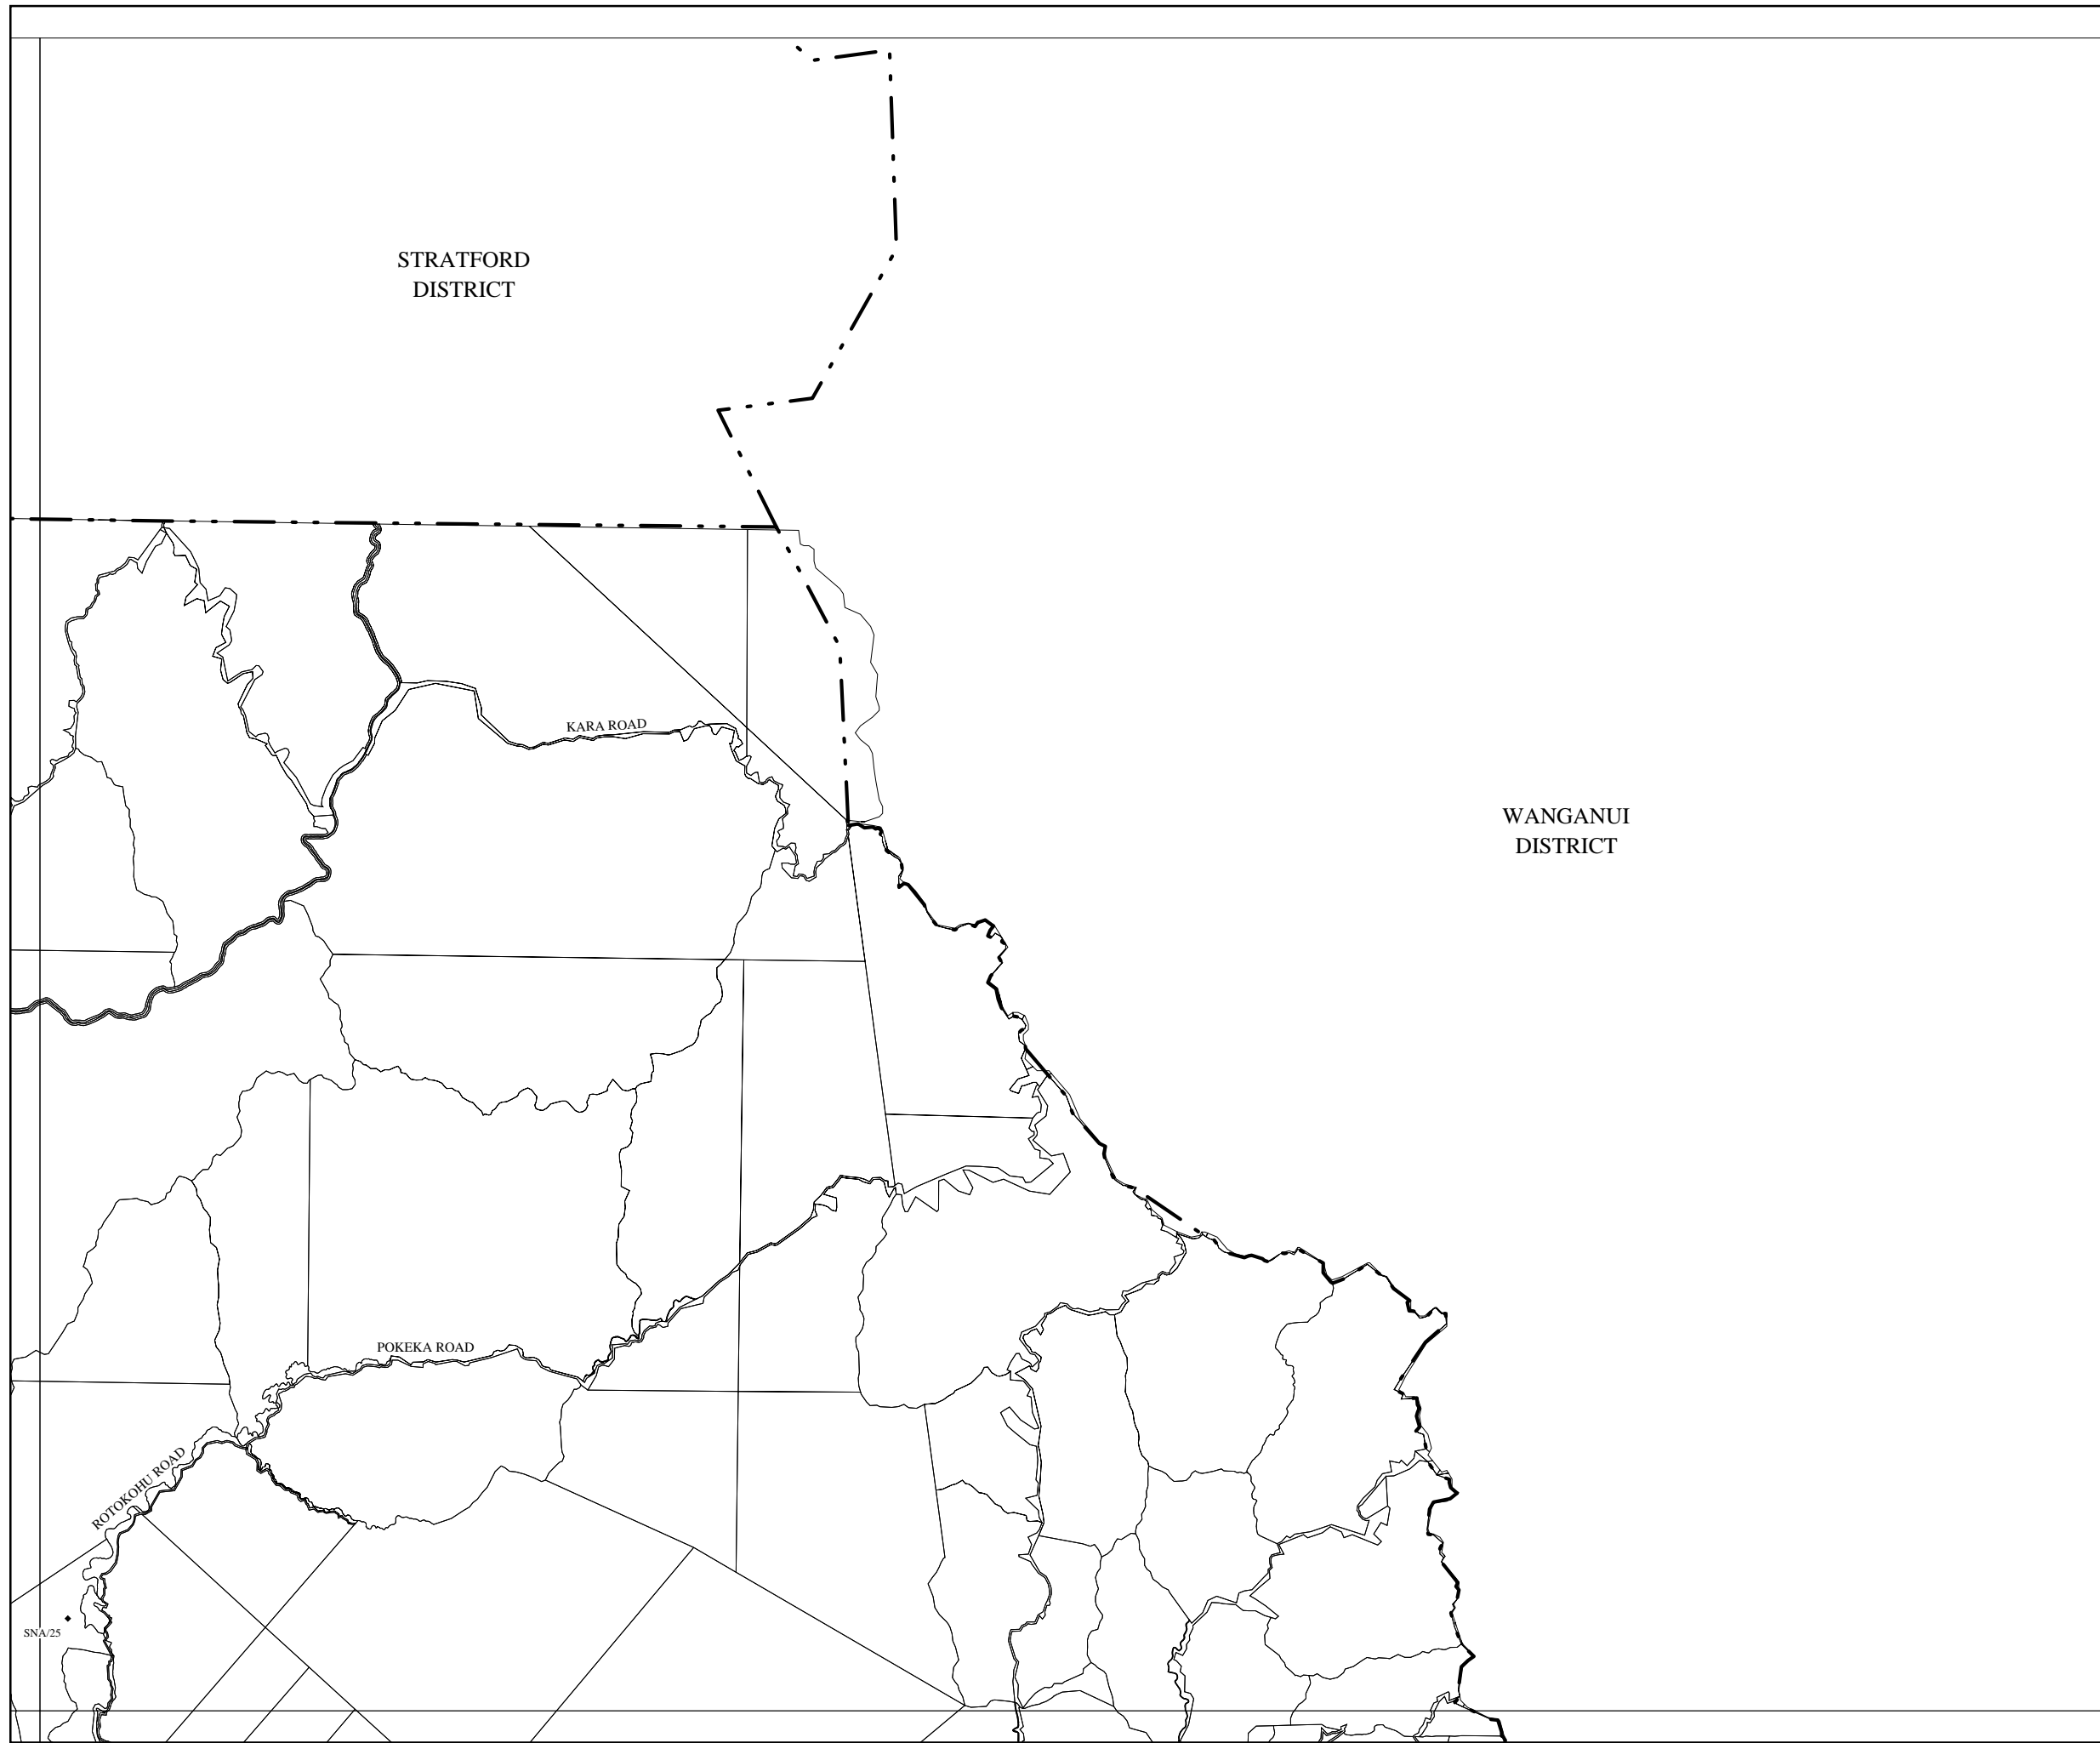 STRATFORD
DISTRICT
KARA ROAD
WANGANUI
DISTRICT
POKEKA ROAD
ROTOKOHU ROAD
SNA/25